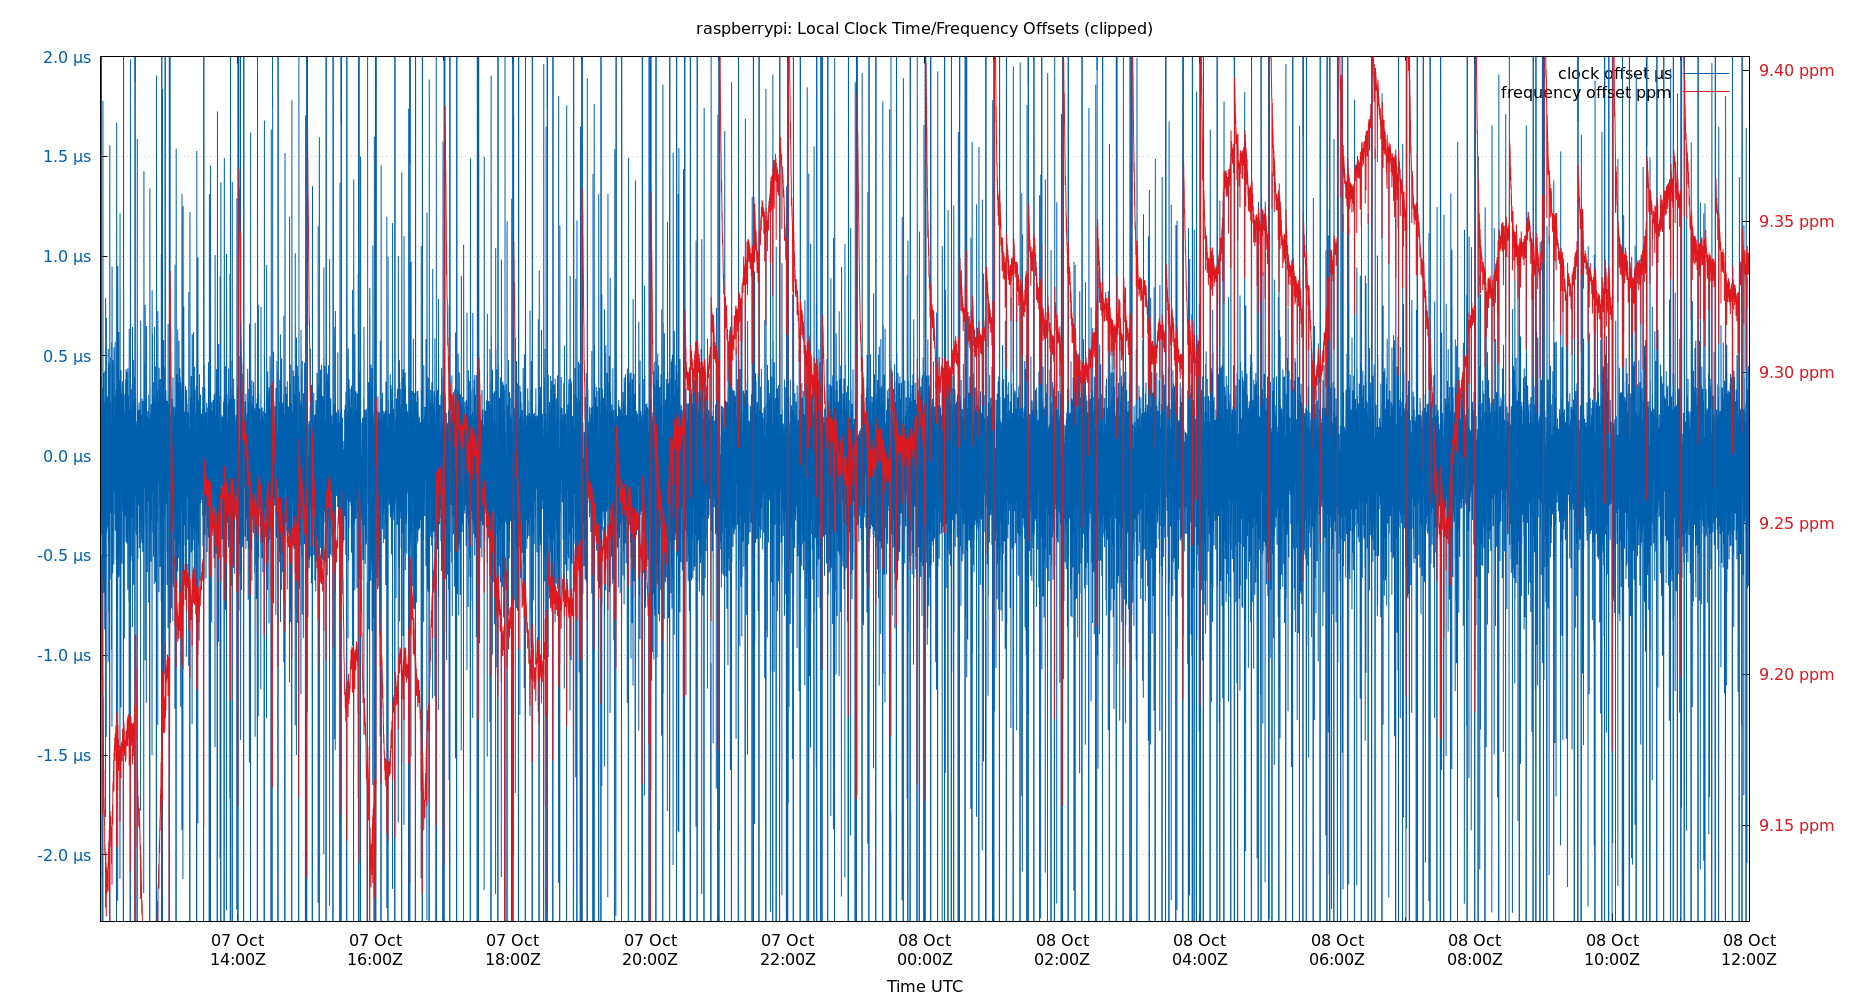 raspberrypi: Local Clock Time/Frequency Offsets (clipped)
clock offset µs
frequency offset ppm
2.0 µs
1.5 µs
1.0 µs
0.5 µs
0.0 µs
-0.5 µs
-1.0 µs
-1.5 µs
-2.0 µs
9.40 ppm
9.35 ppm
9.30 ppm
9.25 ppm
9.20 ppm
9.15 ppm
07 Oct 07 Oct 07 Oct 07 Oct 07 Oct 08 Oct 08 Oct 08 Oct 08 Oct 08 Oct 08 Oct 08 Oct
14:00Z 16:00Z 18:00Z 20:00Z 22:00Z 00:00Z 02:00Z 04:00Z 06:00Z 08:00Z 10:00Z 12:00Z
Time UTC